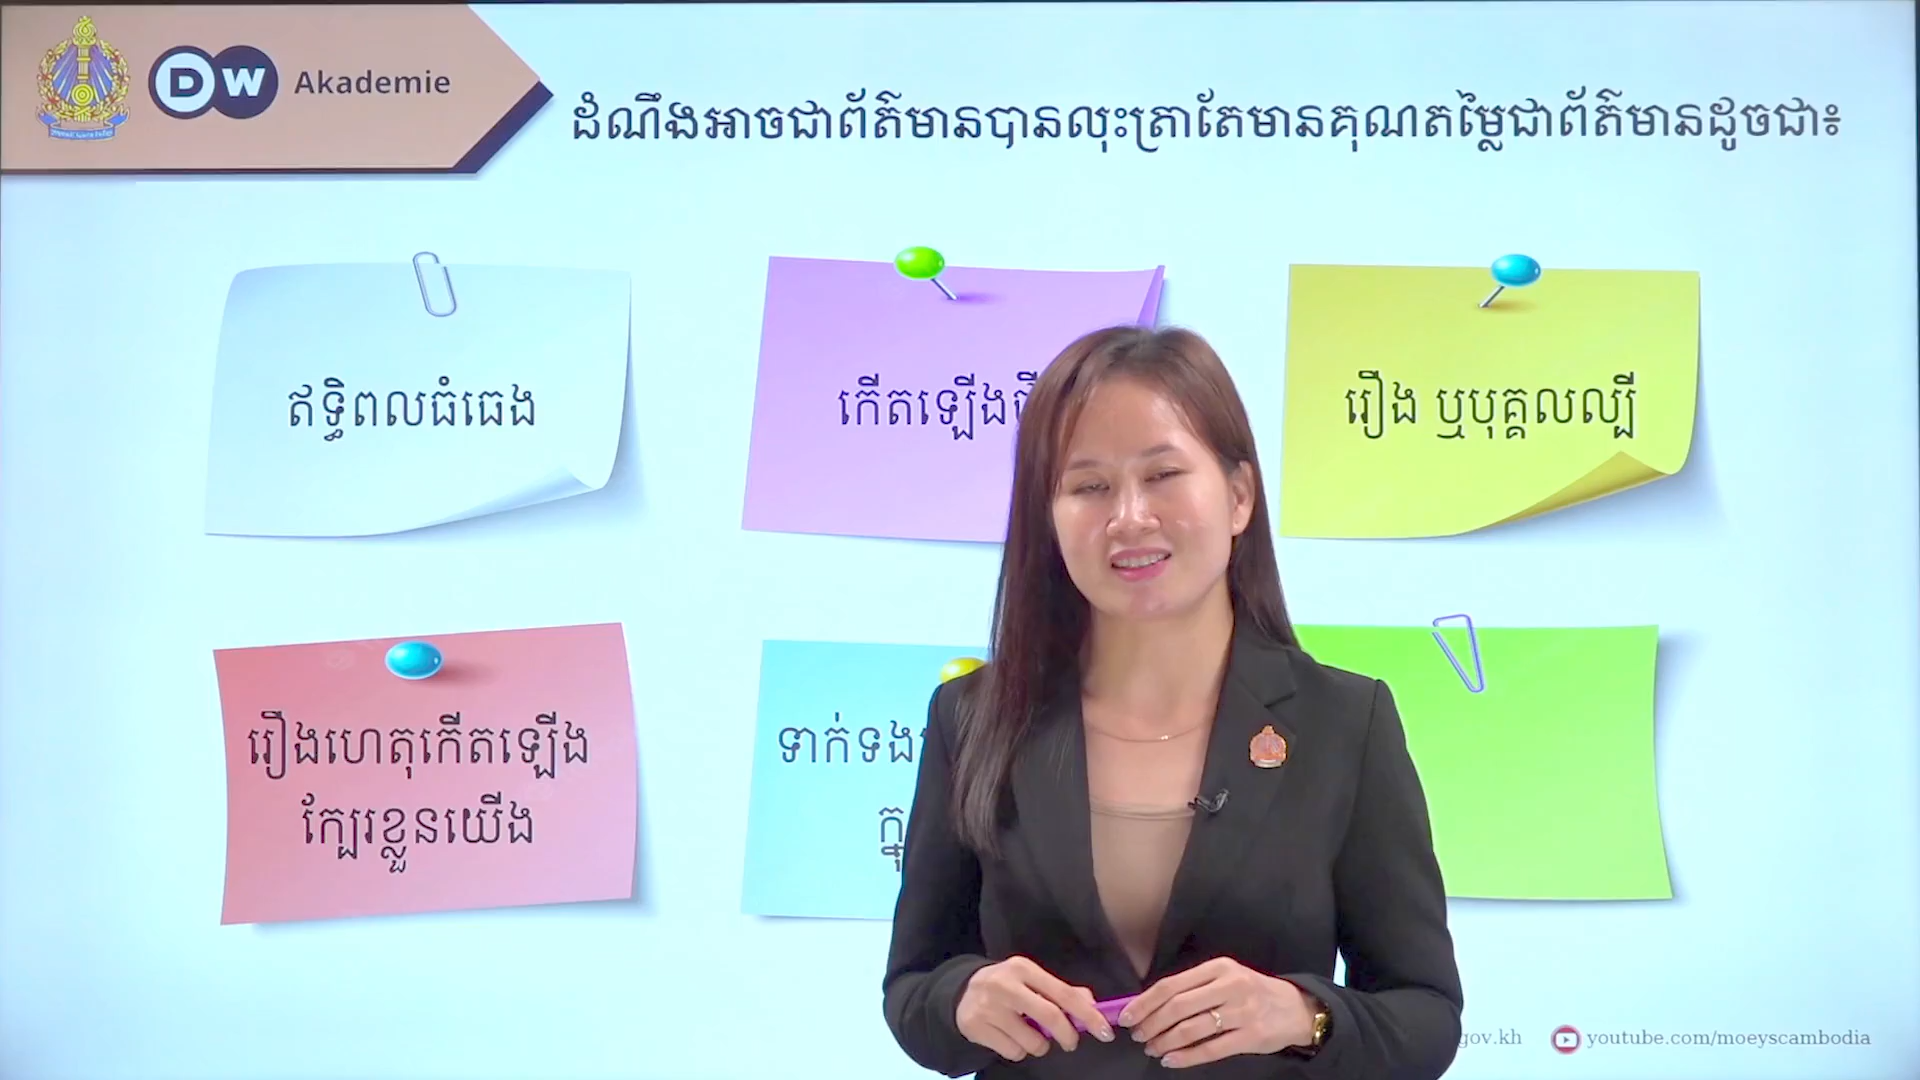 DW Akademie
ដំណឹងអាចជាព័ត៌មានបានលុះត្រាតែមានគុណតម្លៃជាព័ត៌មានដូចជា៖
ឥទ្ធិពលធំធេង
កើតឡើង
រឿង ឬបុគ្គលល្បី
រឿងហេតុកើតឡើង
ក្បែរខ្លួនយើង
ទាក់ទង
gov.kh
youtube.com/moeyscambodia